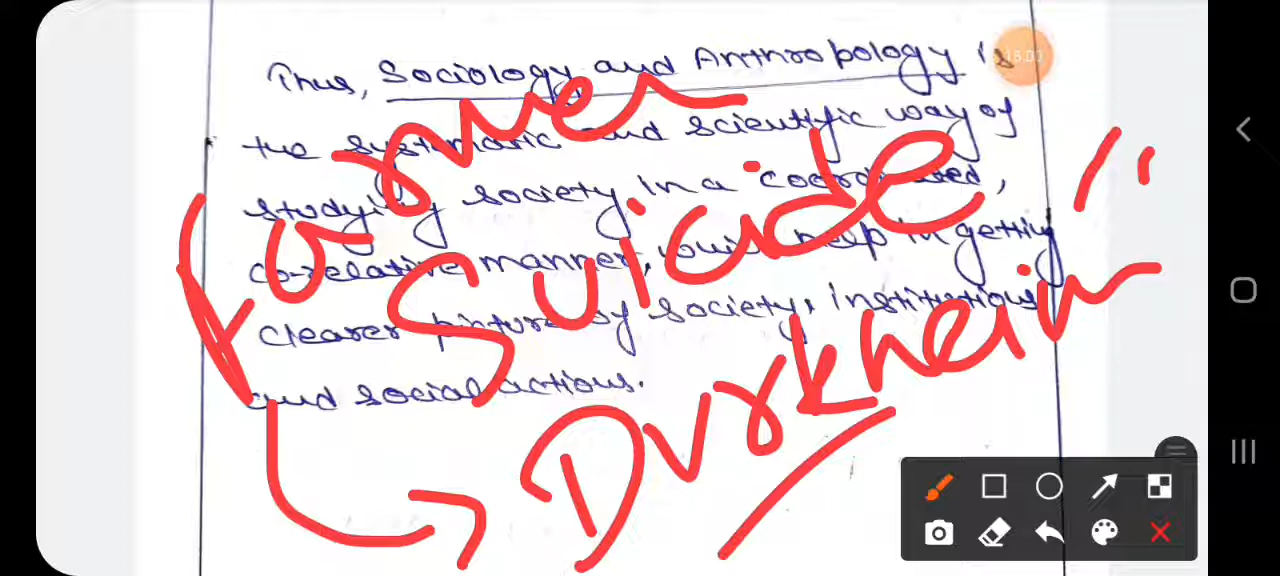 Thus, Sociology and Anthropology is
the systematic and scientific way of
studying society in a coordinated,
co-relative manner, help in getting
clearer picture of society, institutions
and social actions.
farmer
Suicide
Durkheim